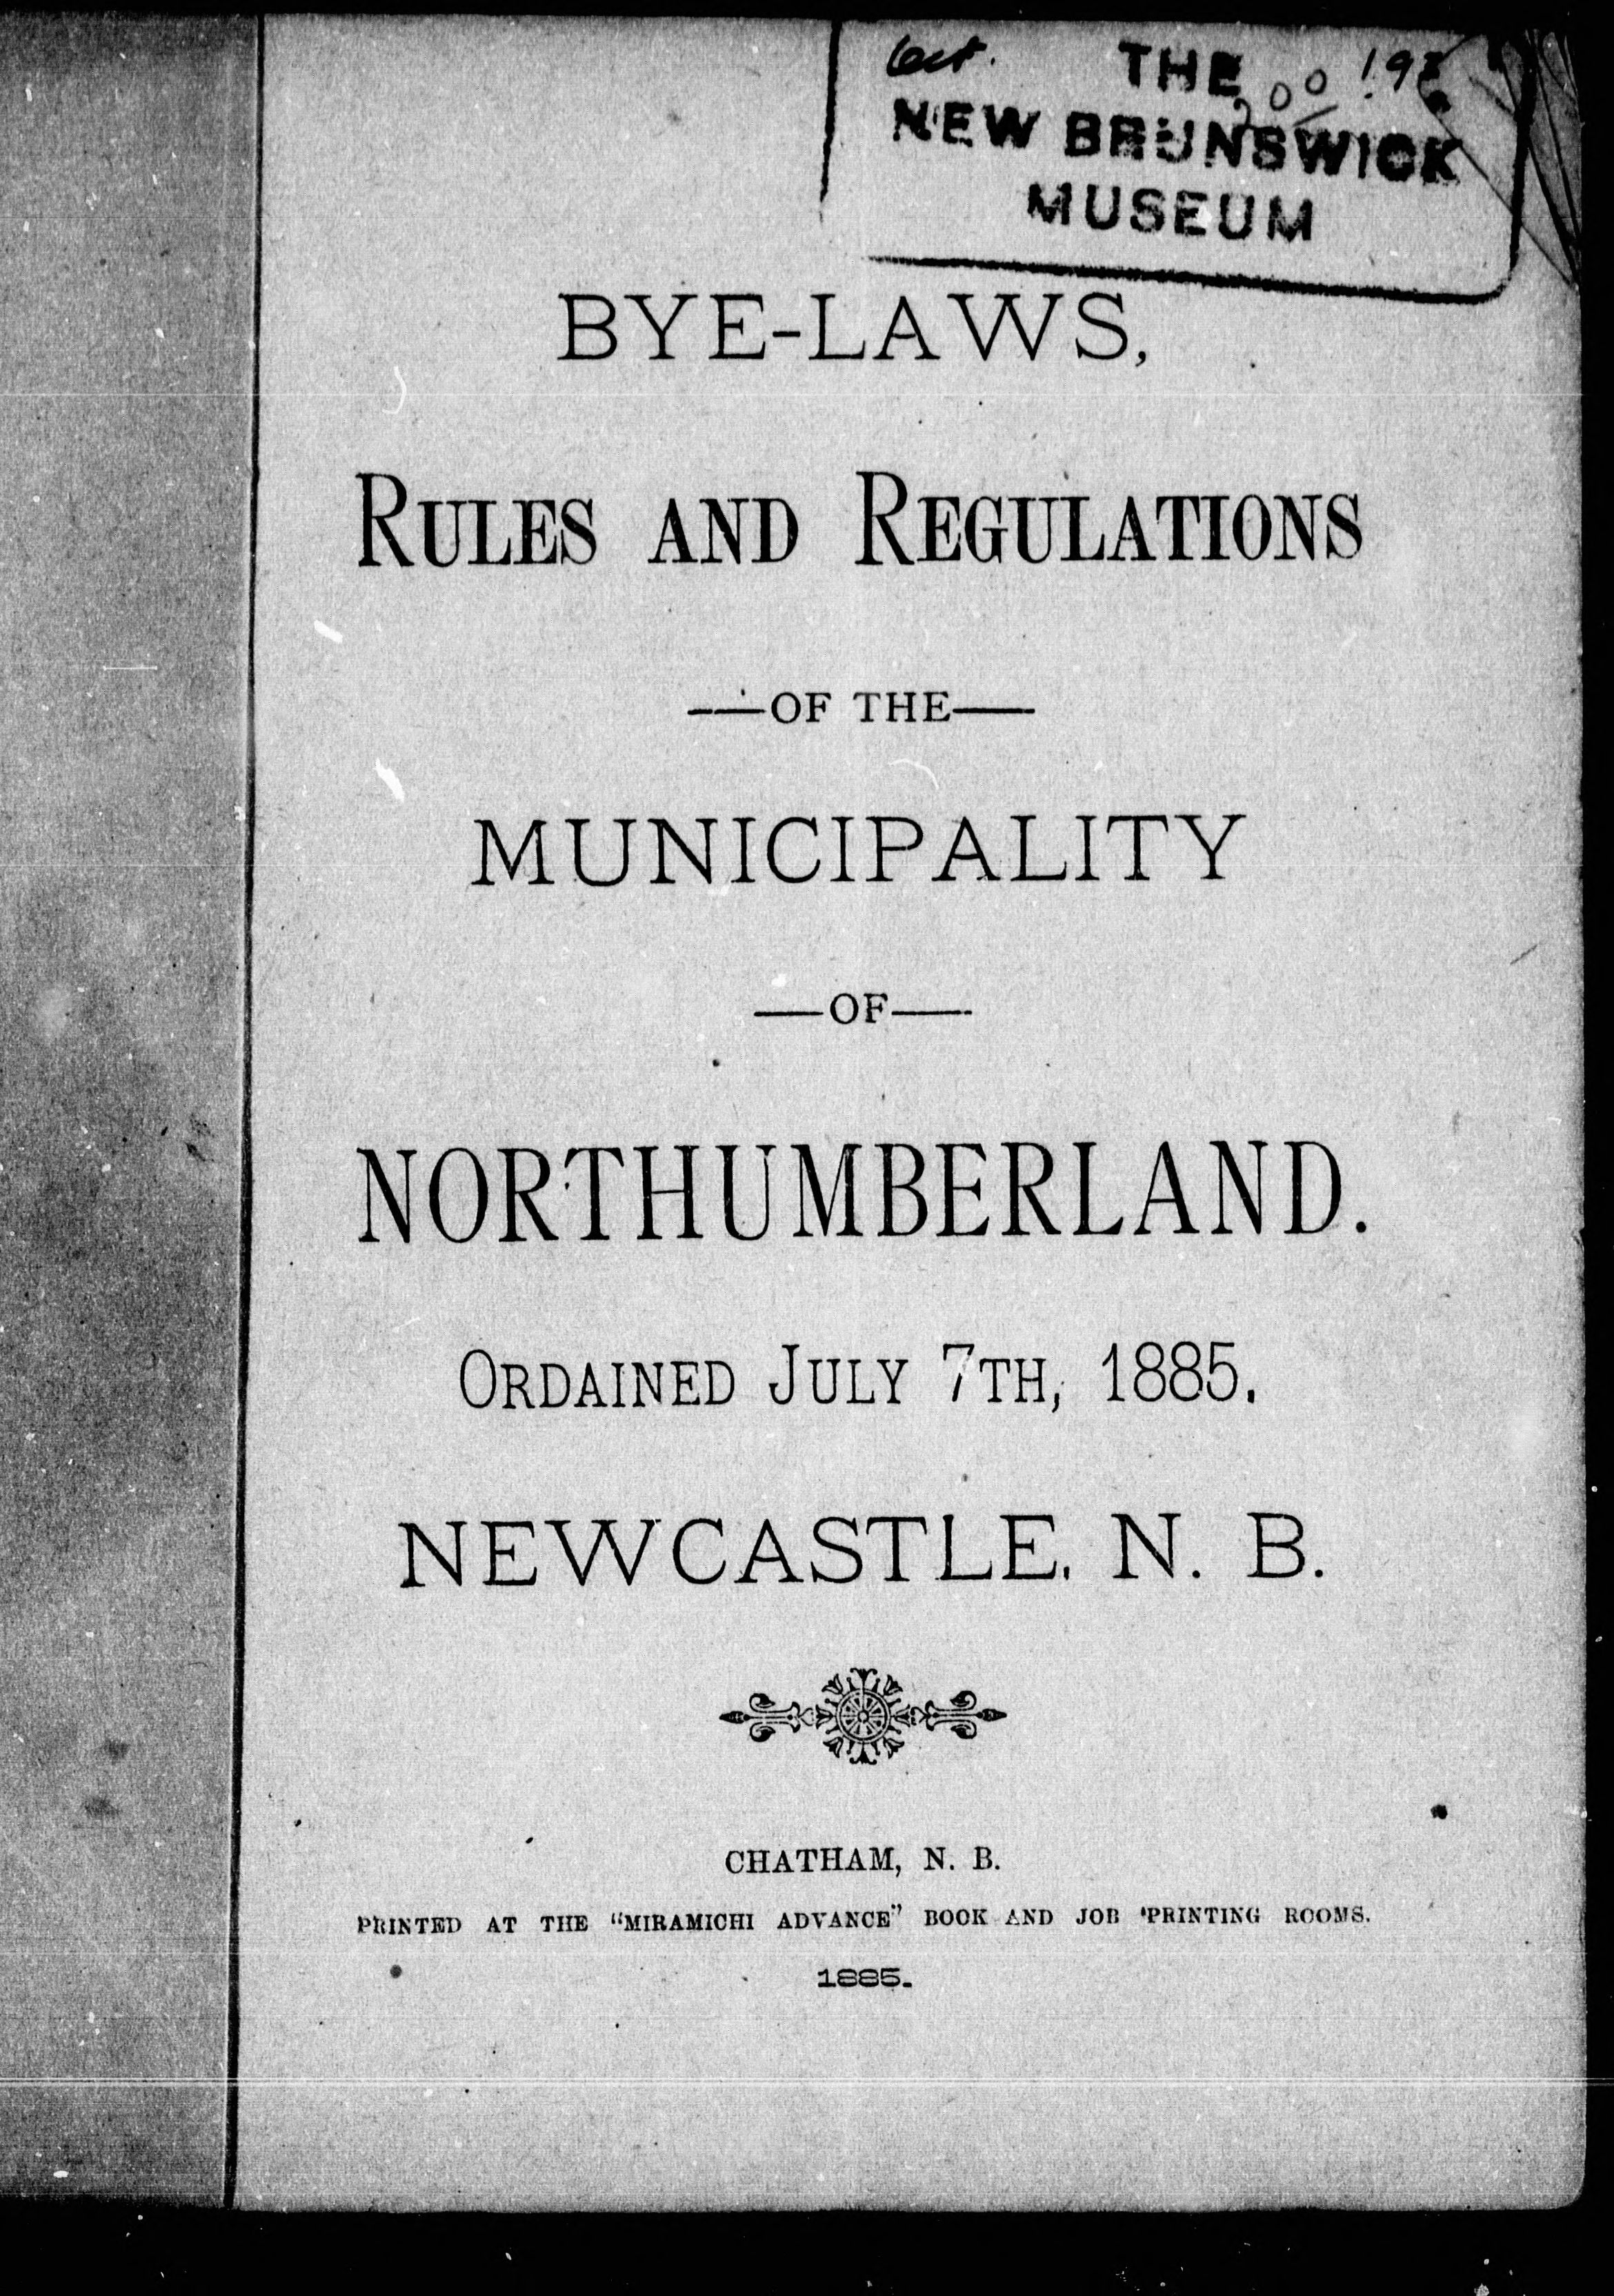 THE
NEW BRUNSWICK
MUSEUM
BYE-LAWS,
RULES AND REGULATIONS
——OF THE——
MUNICIPALITY
——OF——
NORTHUMBERLAND.
ORDAINED JULY 7TH, 1885.
NEWCASTLE, N. B.
CHATHAM, N. B.
PRINTED AT THE "MIRAMICHI ADVANCE" BOOK AND JOB PRINTING ROOMS.
1885.